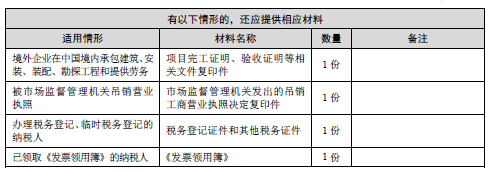 有以下情形的，还应提供相应材料
适用情形 材料名称 数量 备注
境外企业在中国境内承包建筑、安 项目完工证明、验收证明等相 1 份
装、装配、勘探工程和提供劳务 关文件复印件
被市场监督管理机关吊销营业 市场监督管理机关发出的吊销 1 份
执照 工商营业执照决定复印件
办理税务登记、临时税务登记的 税务登记证件和其他税务证件 1 份
纳税人
已领取《发票领用簿》的纳税人 《发票领用簿》 1 份